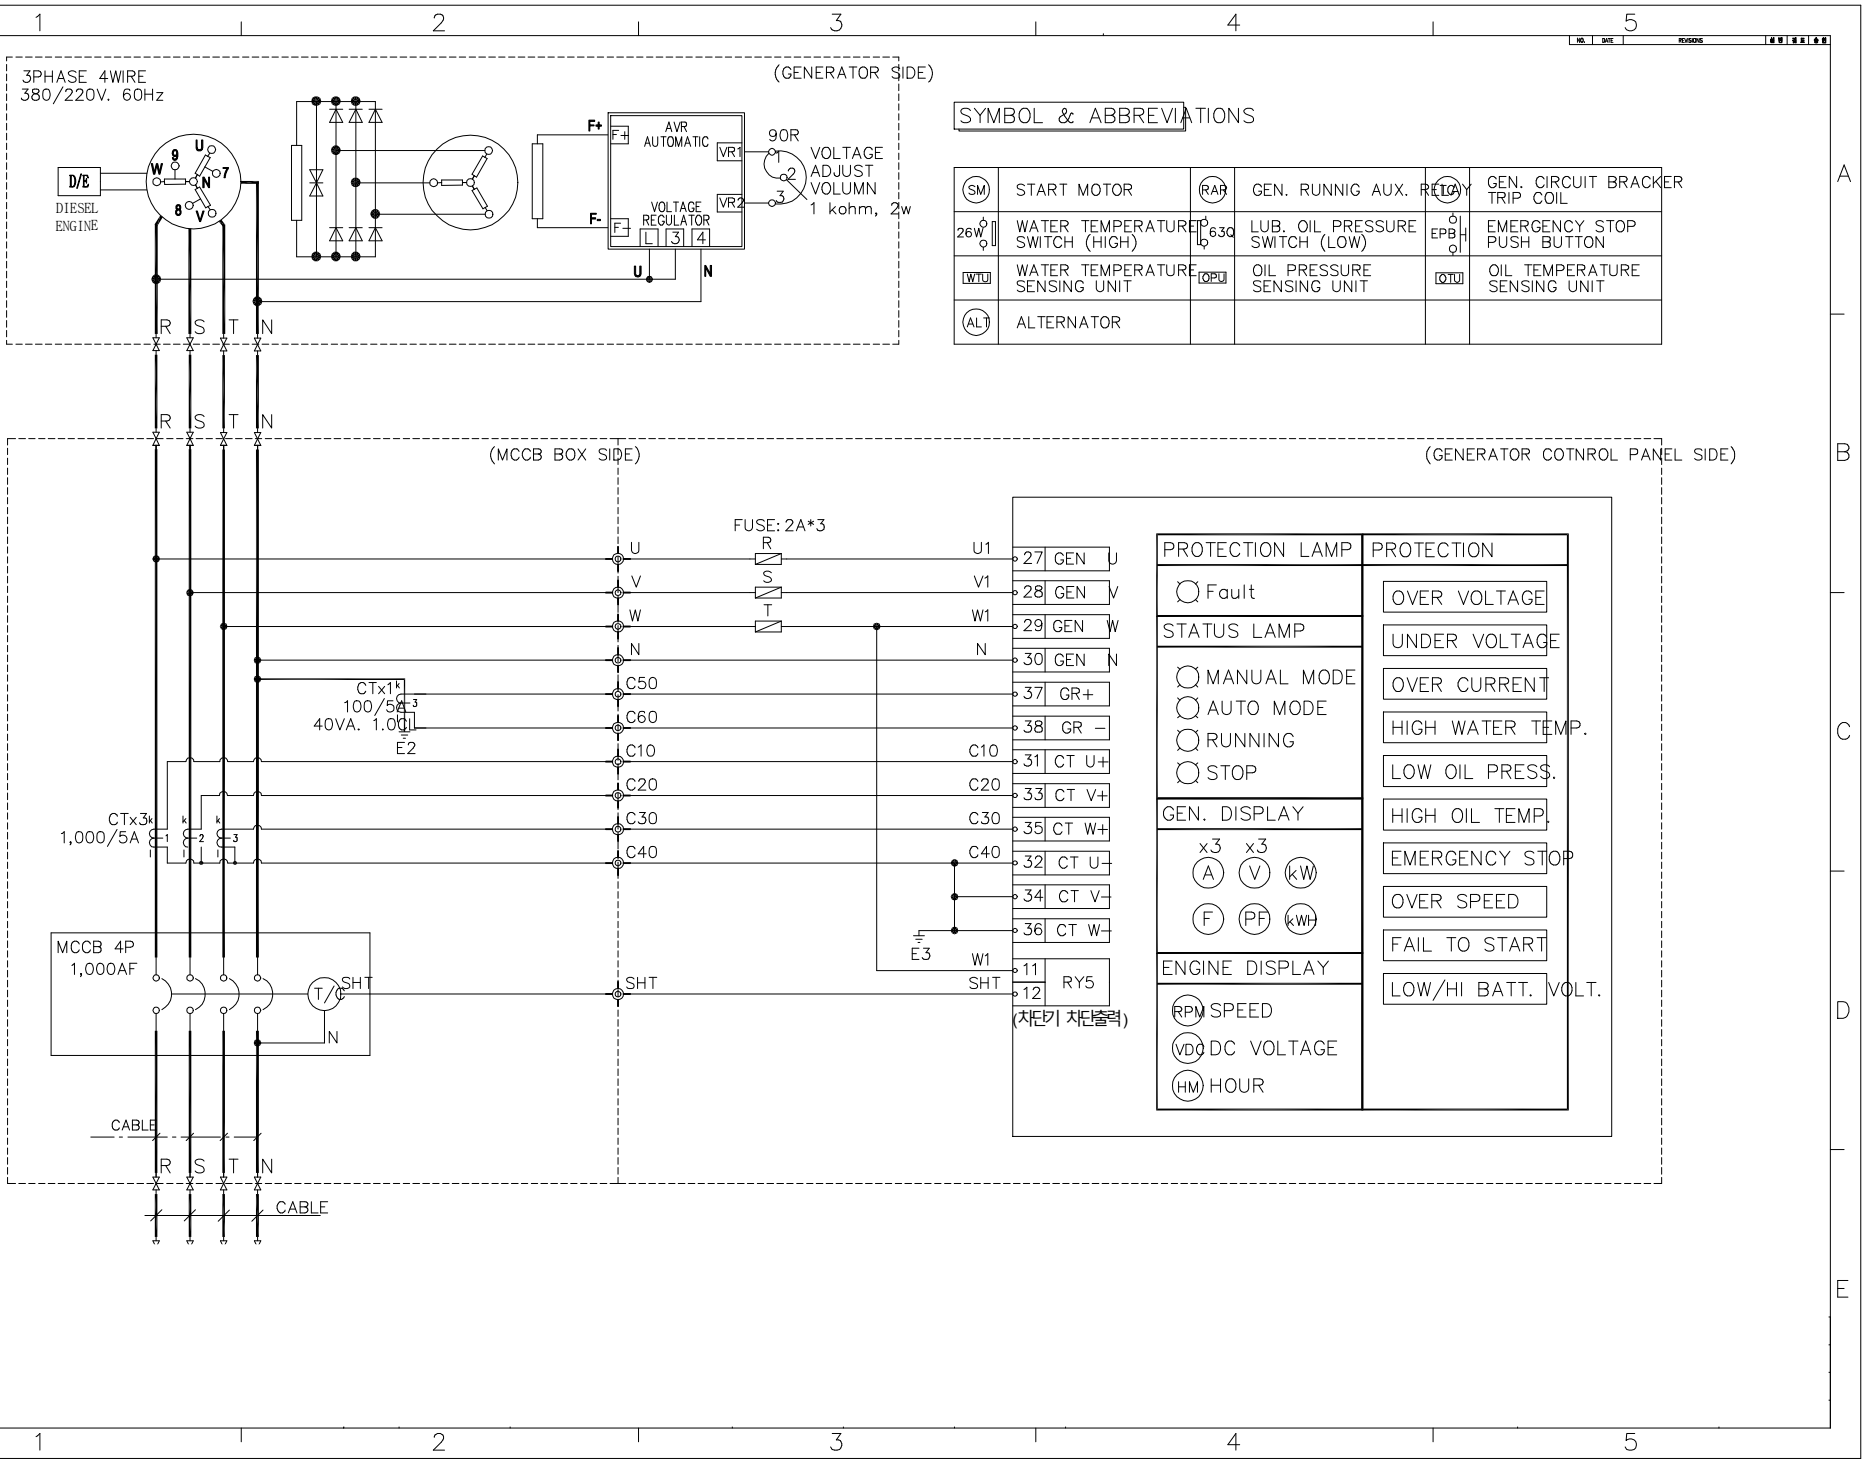 1 2 3 4 5
NO. DATE REVISIONS
3PHASE 4WIRE
380/220V. 60Hz
(GENERATOR SIDE)
D/E
DIESEL
ENGINE
U
9
W
7
N
8
V
F+
F+
AVR
AUTOMATIC
VR1
VR2
VOLTAGE
REGULATOR
F-
F-
L 3 4
U
N
90R
1
2
3
VOLTAGE
ADJUST
VOLUMN
1 kohm, 2w
SYMBOL & ABBREVIATIONS
SM START MOTOR
RAR GEN. RUNNIG AUX. RELAY
TC GEN. CIRCUIT BRACKER
TRIP COIL
26W WATER TEMPERATURE
SWITCH (HIGH)
63Q LUB. OIL PRESSURE
SWITCH (LOW)
EPB EMERGENCY STOP
PUSH BUTTON
WTU WATER TEMPERATURE
SENSING UNIT
OPU OIL PRESSURE
SENSING UNIT
OTU OIL TEMPERATURE
SENSING UNIT
ALT ALTERNATOR
A
R S T N
R S T N
B
(MCCB BOX SIDE)
(GENERATOR COTNROL PANEL SIDE)
FUSE:2A*3
U R U1 27 GEN U
V S V1 28 GEN V
W T W1 29 GEN W
N N 30 GEN N
CTx1
100/5A
40VA. 1.0CL
k
3
l
E2
C50 37 GR+
C60 38 GR -
C10 C10 31 CT U+
C20 C20 33 CT V+
CTx3
1,000/5A
k k k
1 2 3
l l l
C30 C30 35 CT W+
C40 C40 32 CT U-
34 CT V-
36 CT W-
E3
W1 11
SHT SHT 12
RY5
(차단기 차단출력)
MCCB 4P
1,000AF
T/C
SHT
N
CABLE
R S T N
CABLE
PROTECTION LAMP
Fault
STATUS LAMP
MANUAL MODE
AUTO MODE
RUNNING
STOP
GEN. DISPLAY
x3 x3
A V kW
F PF kWH
ENGINE DISPLAY
RPM SPEED
VDC DC VOLTAGE
HM HOUR
PROTECTION
OVER VOLTAGE
UNDER VOLTAGE
OVER CURRENT
HIGH WATER TEMP.
LOW OIL PRESS.
HIGH OIL TEMP.
EMERGENCY STOP
OVER SPEED
FAIL TO START
LOW/HI BATT. VOLT.
C
D
E
1 2 3 4 5